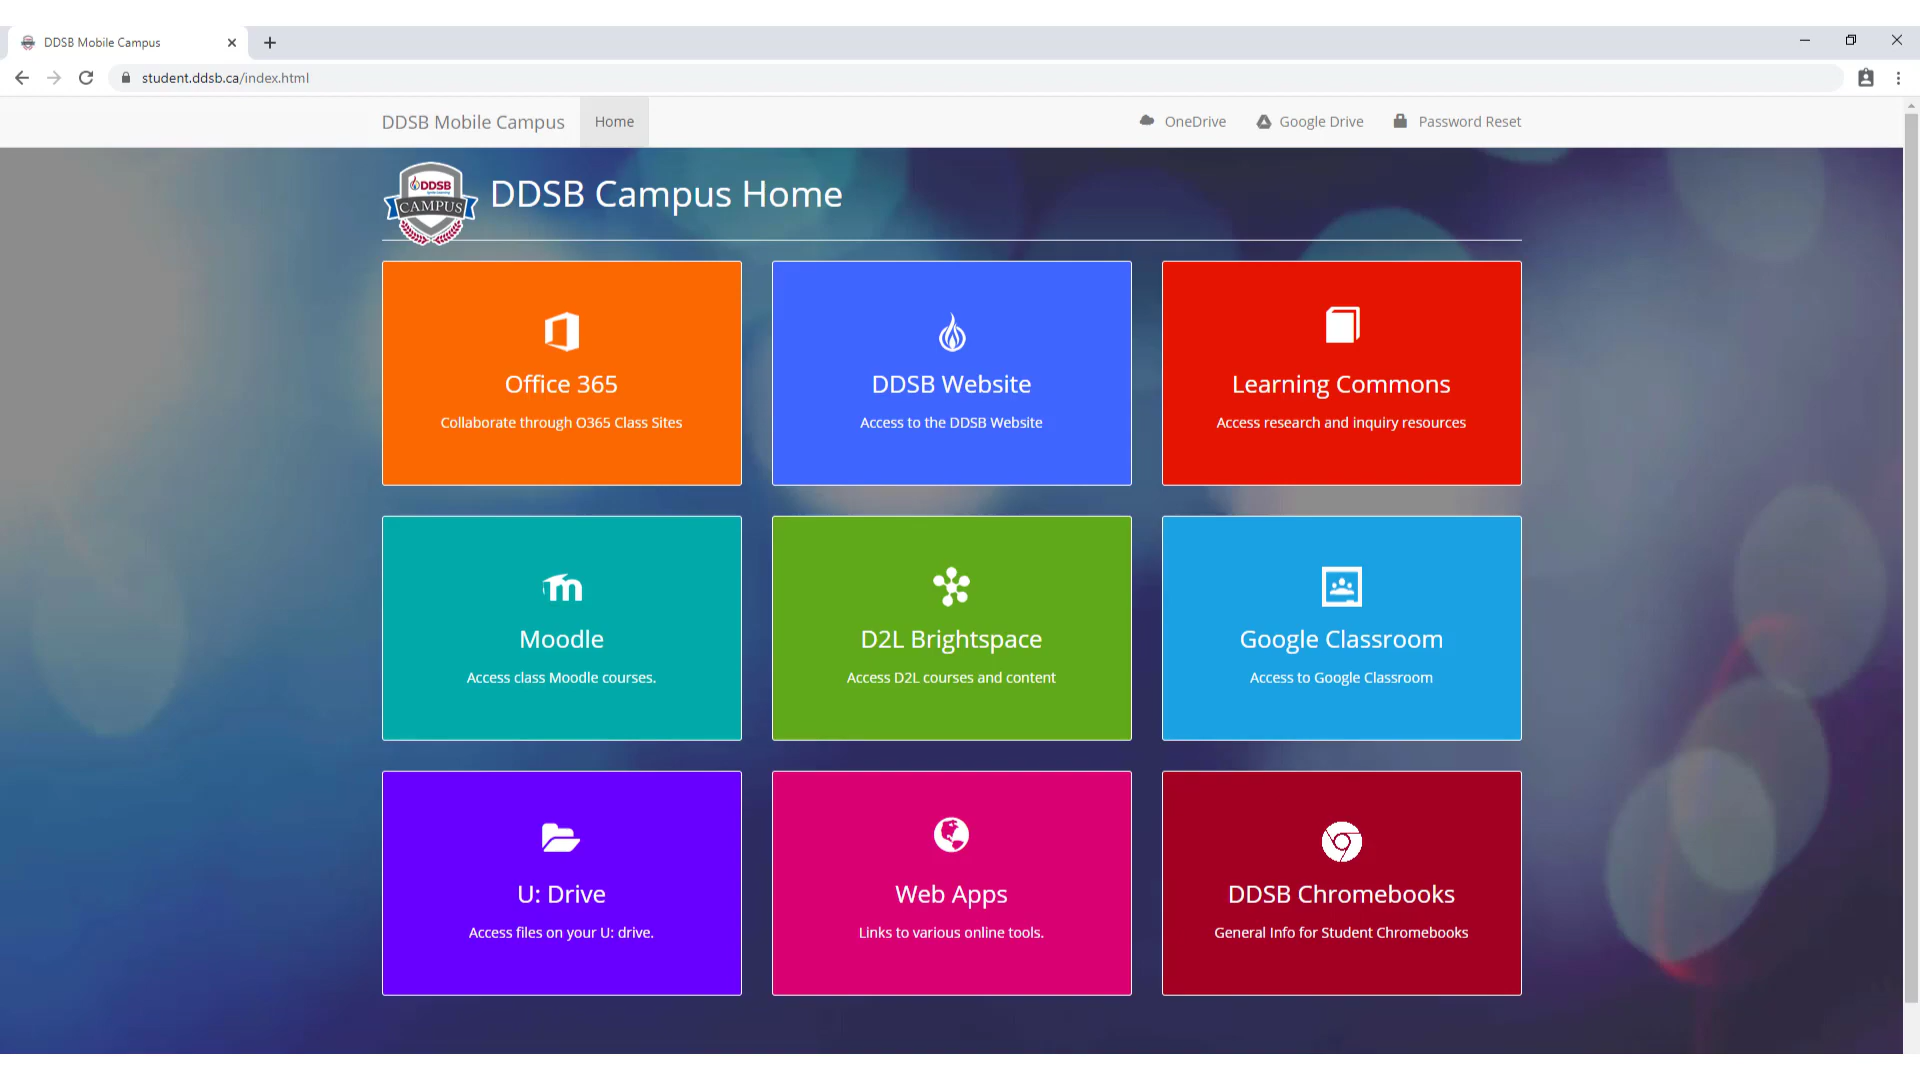 DDSB Mobile Campus
student.ddsb.ca/index.html
DDSB Mobile Campus Home OneDrive Google Drive Password Reset
DDSB
CAMPUS
DDSB Campus Home
Office 365
Collaborate through O365 Class Sites
DDSB Website
Access to the DDSB Website
Learning Commons
Access research and inquiry resources
Moodle
Access class Moodle courses.
D2L Brightspace
Access D2L courses and content
Google Classroom
Access to Google Classroom
U: Drive
Access files on your U: drive.
Web Apps
Links to various online tools.
DDSB Chromebooks
General Info for Student Chromebooks